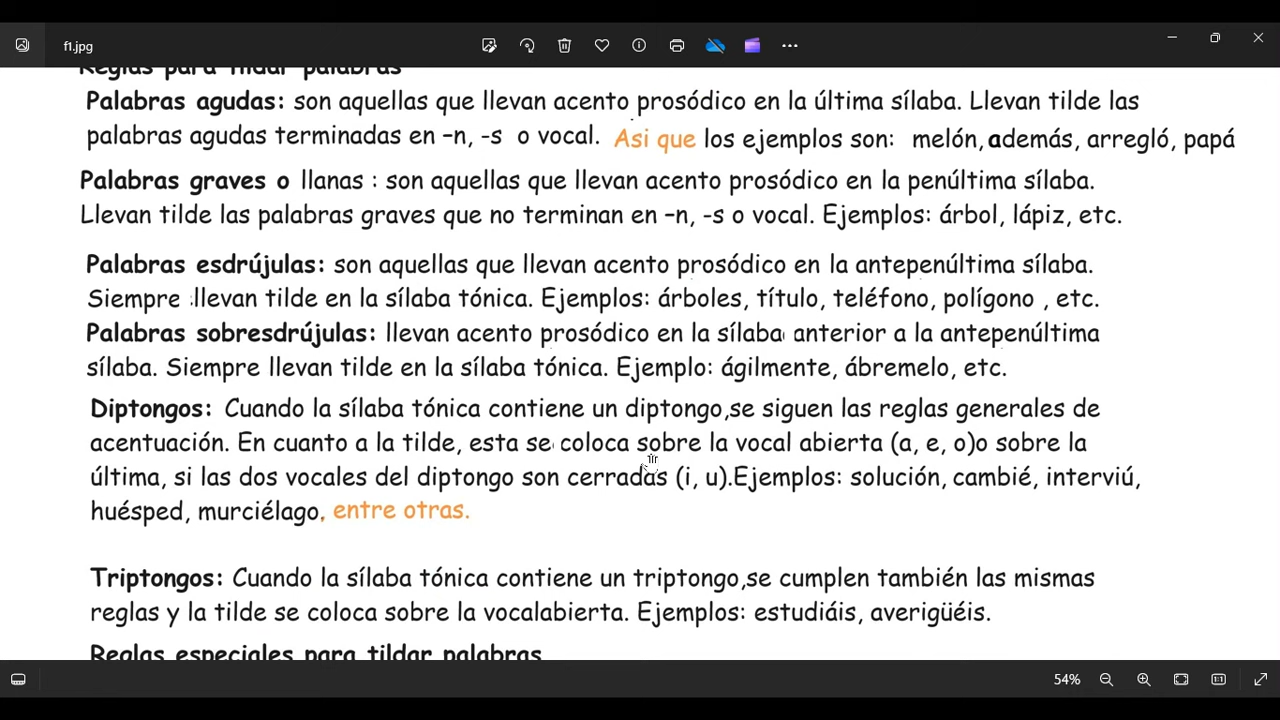 f1.jpg
Reglas para tildar palabras
Palabras agudas: son aquellas que llevan acento prosódico en la última sílaba. Llevan tilde las
palabras agudas terminadas en –n, -s o vocal. Asi que los ejemplos son: melón, además, arregló, papá
Palabras graves o llanas : son aquellas que llevan acento prosódico en la penúltima sílaba.
Llevan tilde las palabras graves que no terminan en –n, -s o vocal. Ejemplos: árbol, lápiz, etc.
Palabras esdrújulas: son aquellas que llevan acento prosódico en la antepenúltima sílaba.
Siempre llevan tilde en la sílaba tónica. Ejemplos: árboles, título, teléfono, polígono , etc.
Palabras sobresdrújulas: llevan acento prosódico en la sílaba anterior a la antepenúltima
sílaba. Siempre llevan tilde en la sílaba tónica. Ejemplo: ágilmente, ábremelo, etc.
Diptongos: Cuando la sílaba tónica contiene un diptongo,se siguen las reglas generales de
acentuación. En cuanto a la tilde, esta se coloca sobre la vocal abierta (a, e, o)o sobre la
última, si las dos vocales del diptongo son cerradas (i, u).Ejemplos: solución, cambié, interviú,
huésped, murciélago, entre otras.
Triptongos: Cuando la sílaba tónica contiene un triptongo,se cumplen también las mismas
reglas y la tilde se coloca sobre la vocalabierta. Ejemplos: estudiáis, averigüéis.
Reglas especiales para tildar palabras
54%